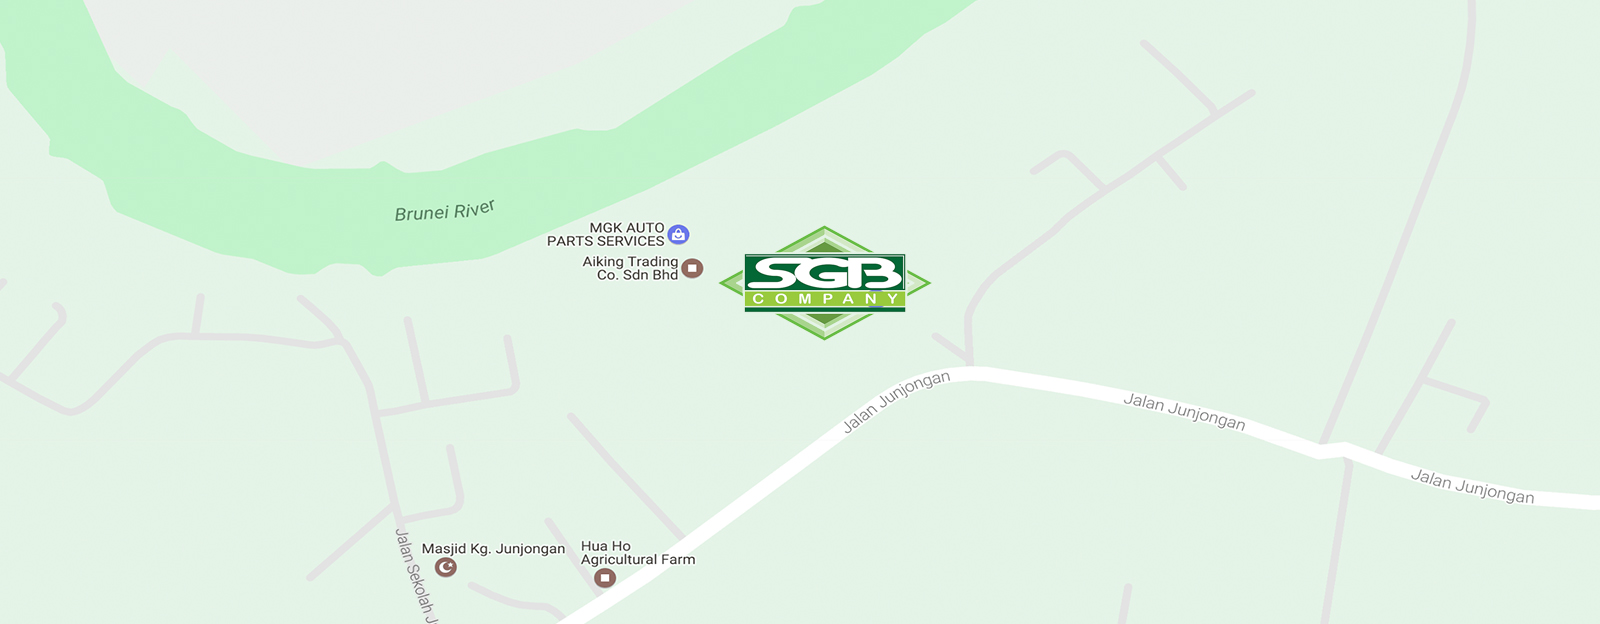 Brunei River
MGK AUTO
PARTS SERVICES
Aiking Trading
Co. Sdn Bhd
SGB
COMPANY
Jalan Junjongan
Jalan Junjongan
Jalan Junjongan
Jalan Sekolah J
Masjid Kg. Junjongan
Hua Ho
Agricultural Farm